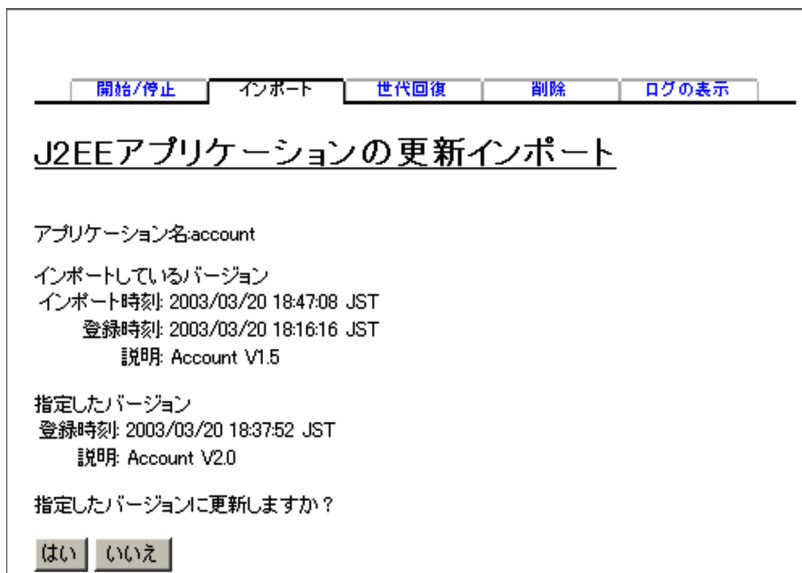 開始/停止 インポート 世代回復 削除 ログの表示
J2EEアプリケーションの更新インポート
アプリケーション名:account
インポートしているバージョン
インポート時刻: 2003/03/20 18:47:08 JST
登録時刻: 2003/03/20 18:16:16 JST
説明: Account V1.5
指定したバージョン
登録時刻: 2003/03/20 18:37:52 JST
説明: Account V2.0
指定したバージョンに更新しますか？
はい いいえ